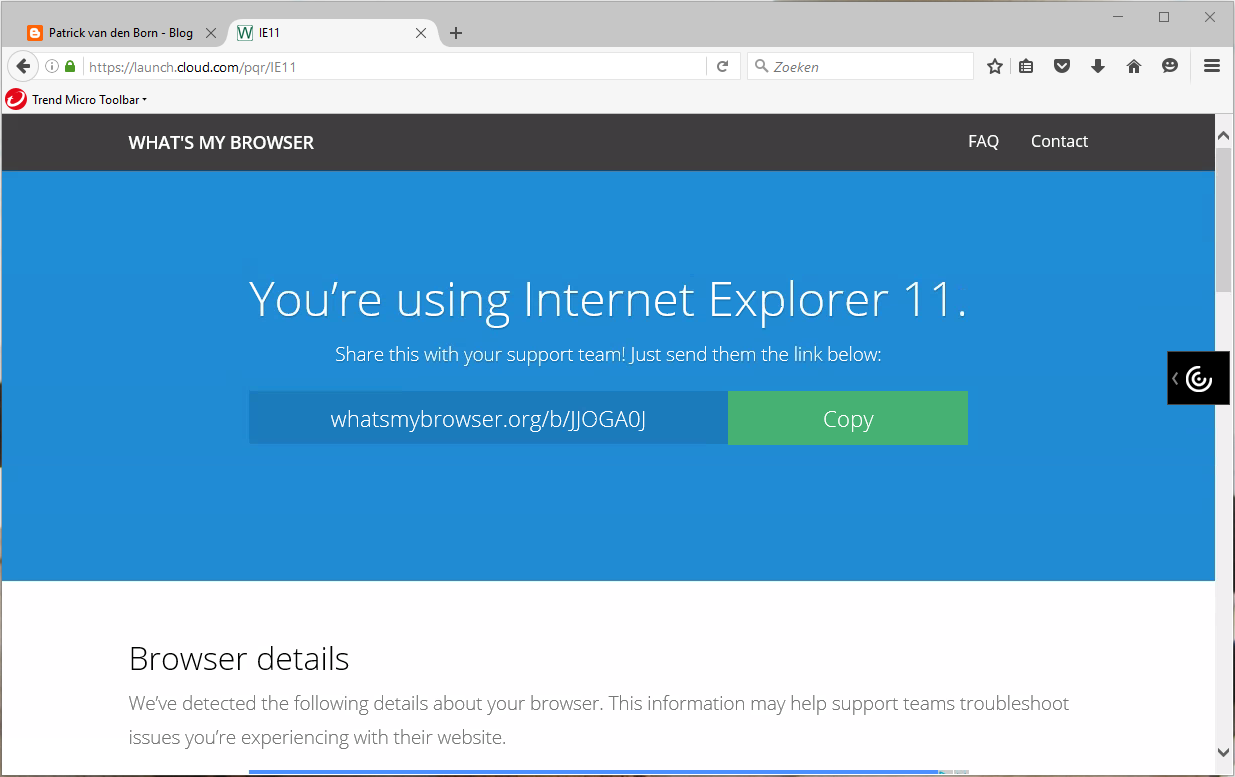 Patrick van den Born - Blog
IE11
https://launch.cloud.com/pqr/IE11
Zoeken
Trend Micro Toolbar
WHAT'S MY BROWSER
FAQ
Contact
You’re using Internet Explorer 11.
Share this with your support team! Just send them the link below:
whatsmybrowser.org/b/JJOGA0J
Copy
Browser details
We’ve detected the following details about your browser. This information may help support teams troubleshoot
issues you’re experiencing with their website.